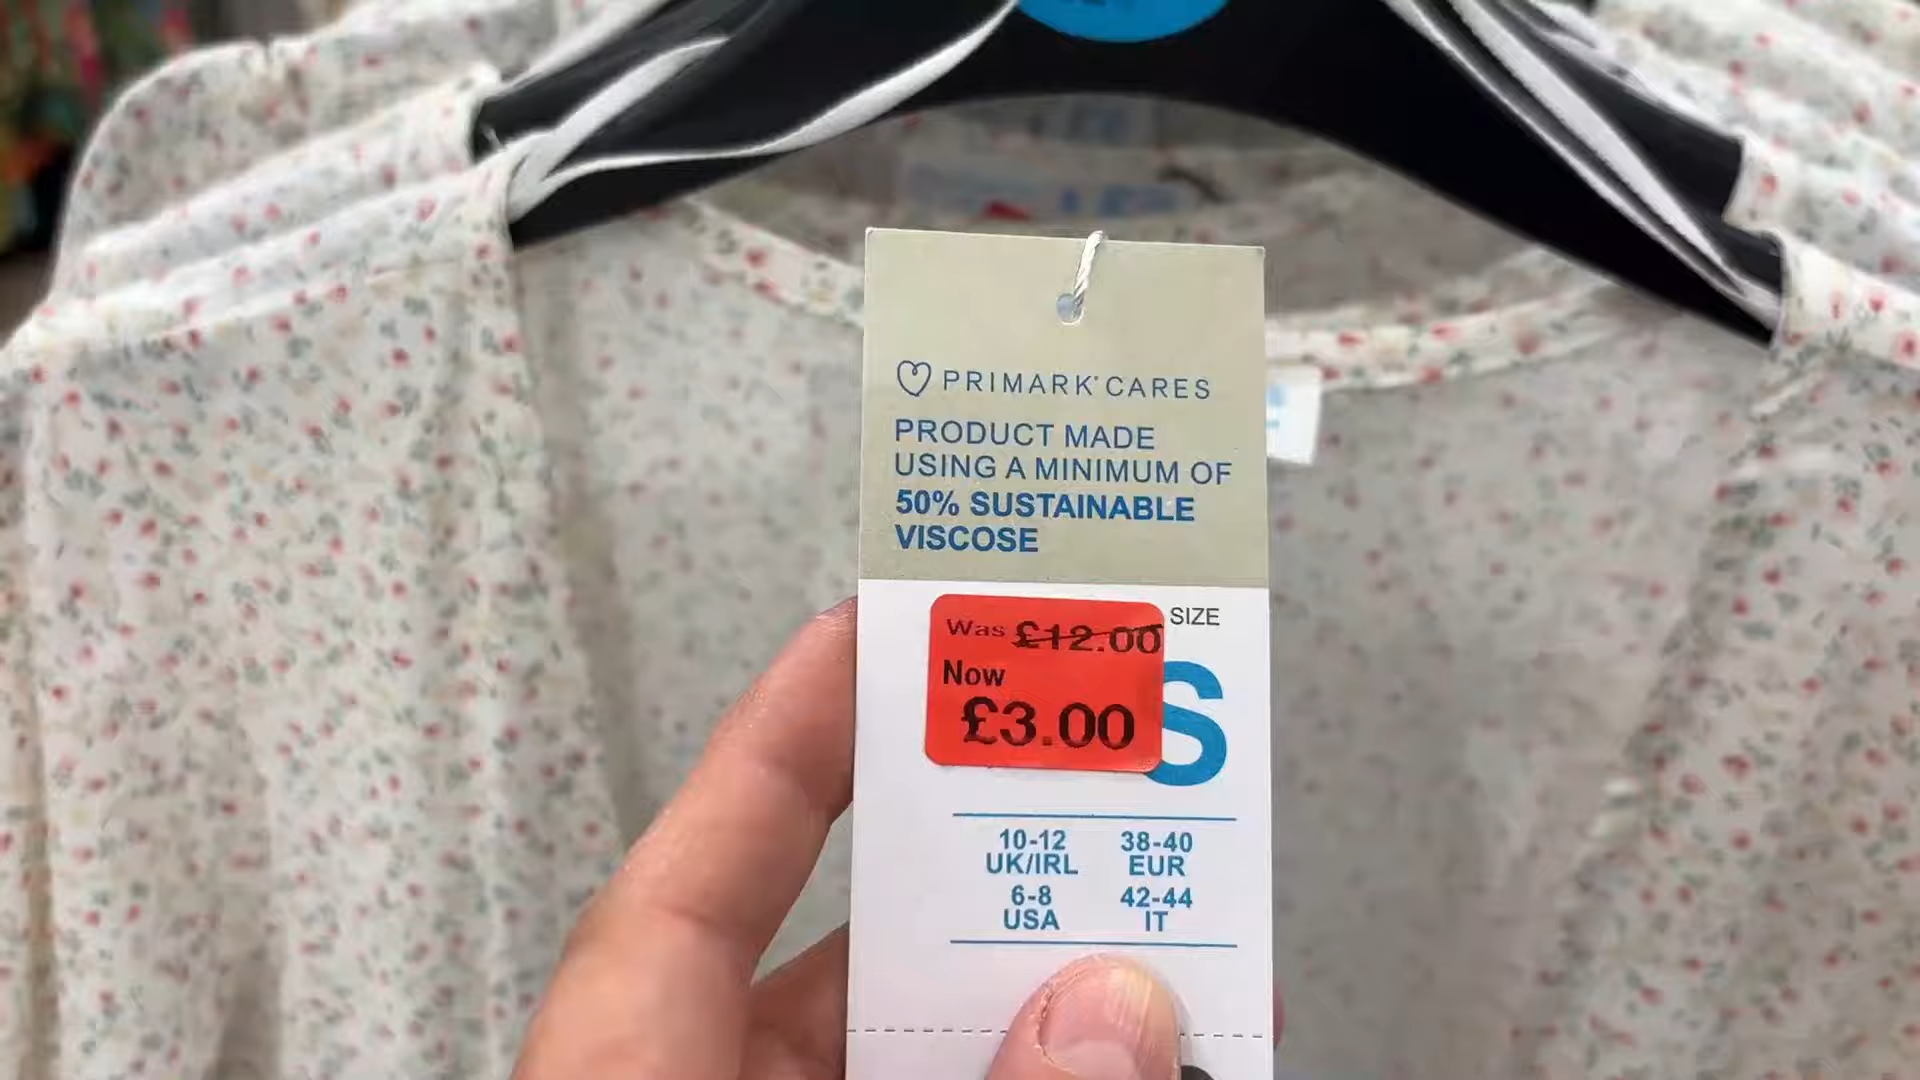 PRIMARK® CARES
PRODUCT MADE
USING A MINIMUM OF
50% SUSTAINABLE
VISCOSE
Was £12.00
Now
£3.00
SIZE
S
10-12
UK/IRL
38-40
EUR
6-8
USA
42-44
IT